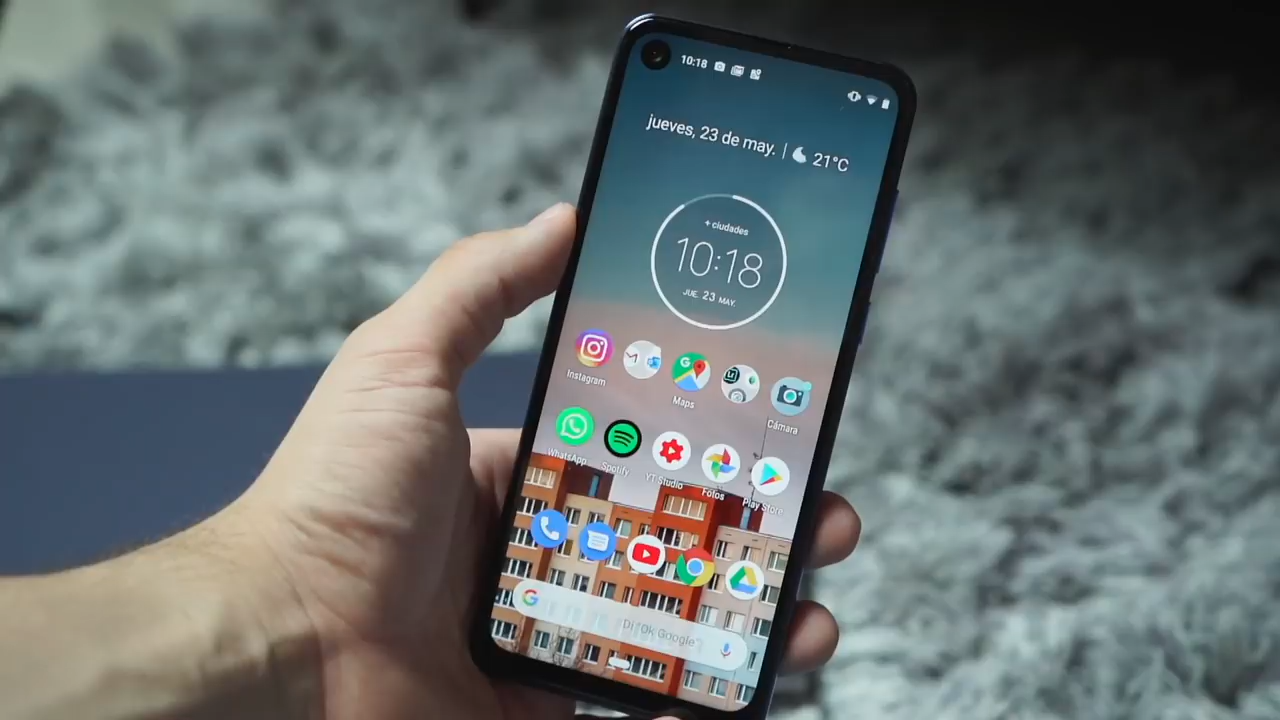 10:18
jueves, 23 de may. | 21°C
+ ciudades
10:18
JUE. 23 MAY.
Instagram
Maps
Cámara
WhatsApp
Spotify
YT Studio
Fotos
Play Store
Di "Ok Google"